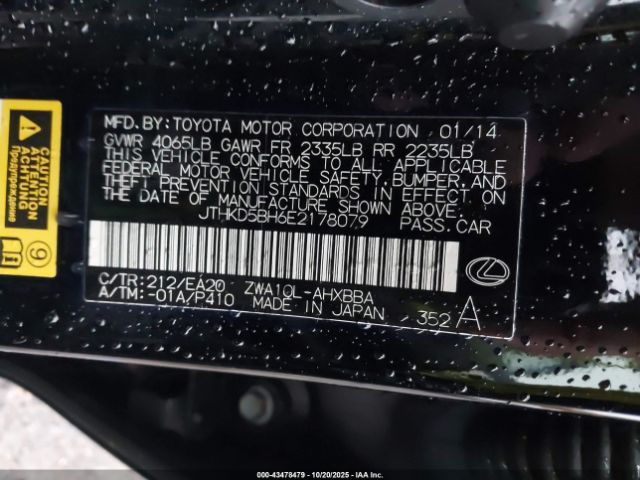 MFD.BY:TOYOTA MOTOR CORPORATION 01/14
GVWR 4065LB GAWR FR 2335LB RR 2235LB
THIS VEHICLE CONFORMS TO ALL APPLICABLE
FEDERAL MOTOR VEHICLE SAFETY,BUMPER,AND
THEFT PREVENTION STANDARDS IN EFFECT ON
THE DATE OF MANUFACTURE SHOWN ABOVE.
JTHKD5BH6E2178079 PASS.CAR
C/TR:212/EA20 ZWA10L-AHXBBA
A/TM:-01A/P410 MADE IN JAPAN
352 A
Caution
Achtung
9
000-43478479 - 10/20/2025 - IAAI.COM